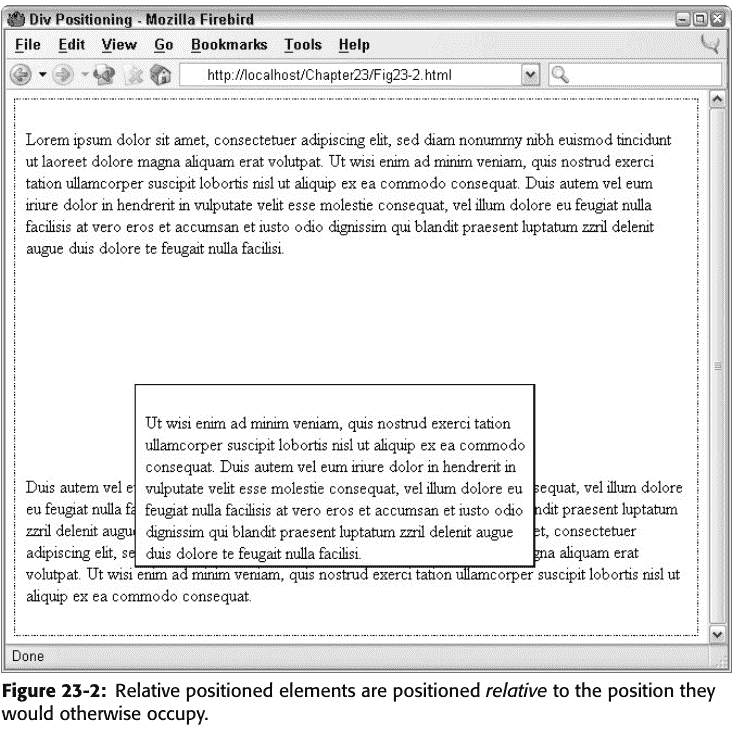 Div Positioning - Mozilla Firebird
File Edit View Go Bookmarks Tools Help
http://localhost/Chapter23/Fig23-2.html
Lorem ipsum dolor sit amet, consectetuer adipiscing elit, sed diam nonummy nibh euismod tincidunt
ut laoreet dolore magna aliquam erat volutpat. Ut wisi enim ad minim veniam, quis nostrud exerci
tation ullamcorper suscipit lobortis nisl ut aliquip ex ea commodo consequat. Duis autem vel eum
iriure dolor in hendrerit in vulputate velit esse molestie consequat, vel illum dolore eu feugiat nulla
facilisis at vero eros et accumsan et iusto odio dignissim qui blandit praesent luptatum zzril delenit
augue duis dolore te feugait nulla facilisi.
Ut wisi enim ad minim veniam, quis nostrud exerci tation
ullamcorper suscipit lobortis nisl ut aliquip ex ea commodo
consequat. Duis autem vel eum iriure dolor in hendrerit in
vulputate velit esse molestie consequat, vel illum dolore eu
feugiat nulla facilisis at vero eros et accumsan et iusto odio
dignissim qui blandit praesent luptatum zzril delenit augue
duis dolore te feugait nulla facilisi.
Duis autem vel e sequat, vel illum dolore
eu feugiat nulla fa ndit praesent luptatum
zzril delenit augu et, consectetuer
adipiscing elit, se gna aliquam erat
volutpat. Ut wisi enim ad minim veniam, quis nostrud exerci tation ullamcorper suscipit lobortis nisl ut
aliquip ex ea commodo consequat.
Done
Figure 23-2: Relative positioned elements are positioned relative to the position they
would otherwise occupy.